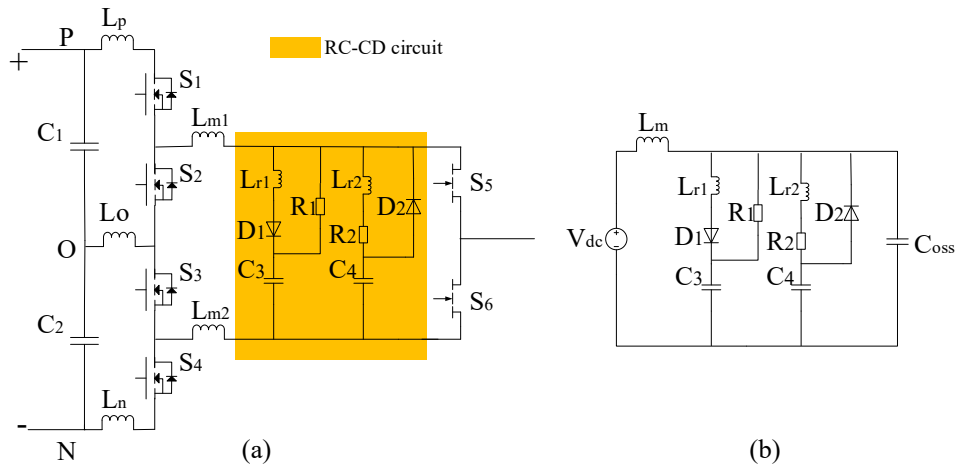 Lp
P
+
RC-CD circuit
S1
Lm1
C1
S2
Lr1
Lr2
S5
R1
D2
D1
R2
Lo
O
C3
C4
S3
S6
C2
Lm2
S4
Ln
-
N
(a)
Lm
Lr1
Lr2
R1
D2
Vdc
D1
R2
Coss
C3
C4
(b)